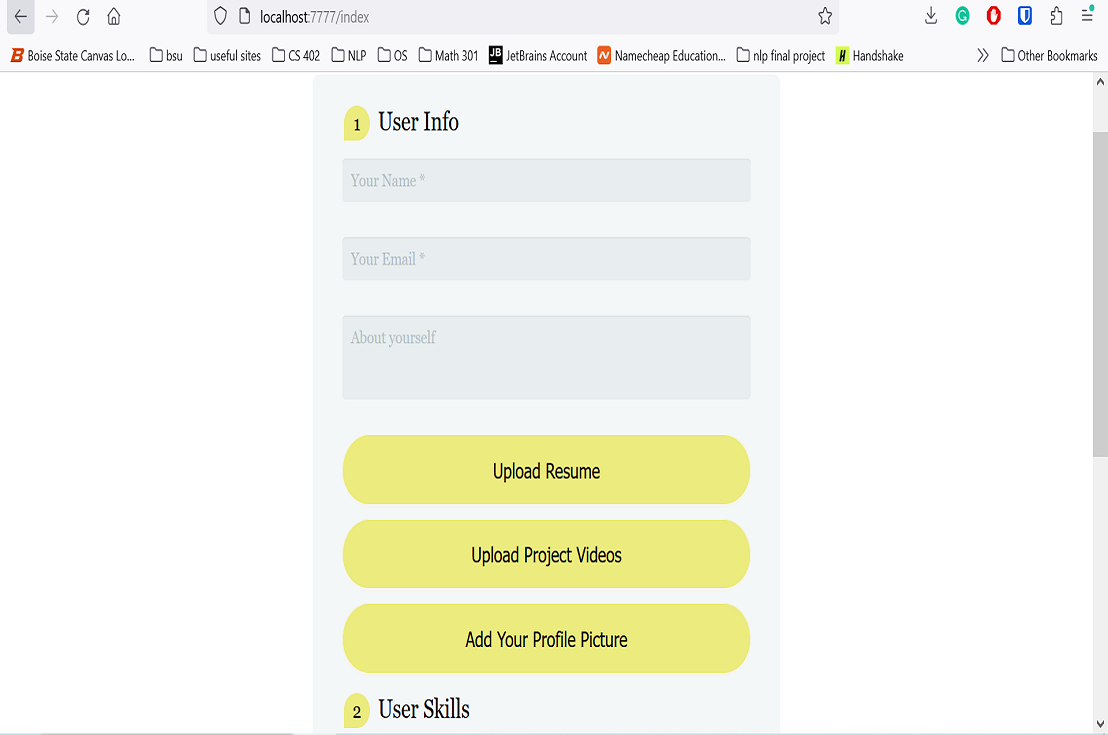 localhost:7777/index
B Boise State Canvas Lo... bsu useful sites CS 402 NLP OS Math 301 JB JetBrains Account Namecheap Education... nlp final project H Handshake Other Bookmarks
1 User Info
Your Name *
Your Email *
About yourself
Upload Resume
Upload Project Videos
Add Your Profile Picture
2 User Skills